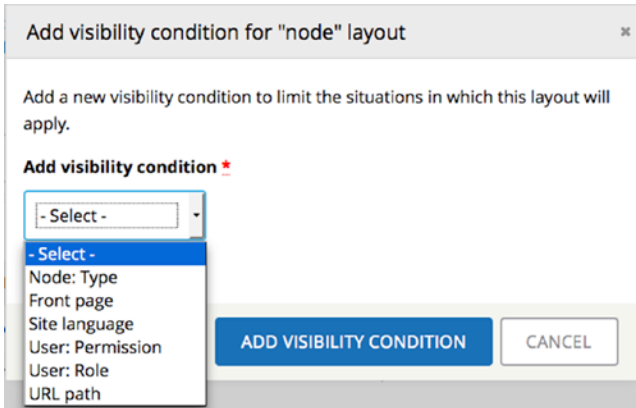 Add visibility condition for "node" layout
Add a new visibility condition to limit the situations in which this layout will
apply.
Add visibility condition *
- Select -
- Select -
Node: Type
Front page
Site language
User: Permission
User: Role
URL path
ADD VISIBILITY CONDITION
CANCEL